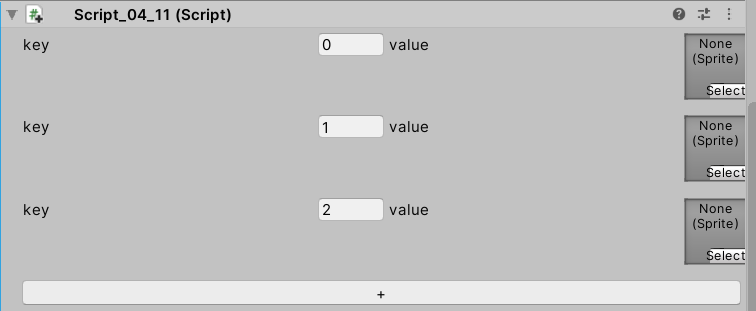 Script_04_11 (Script)
key 0 value None (Sprite) Select
key 1 value None (Sprite) Select
key 2 value None (Sprite) Select
+